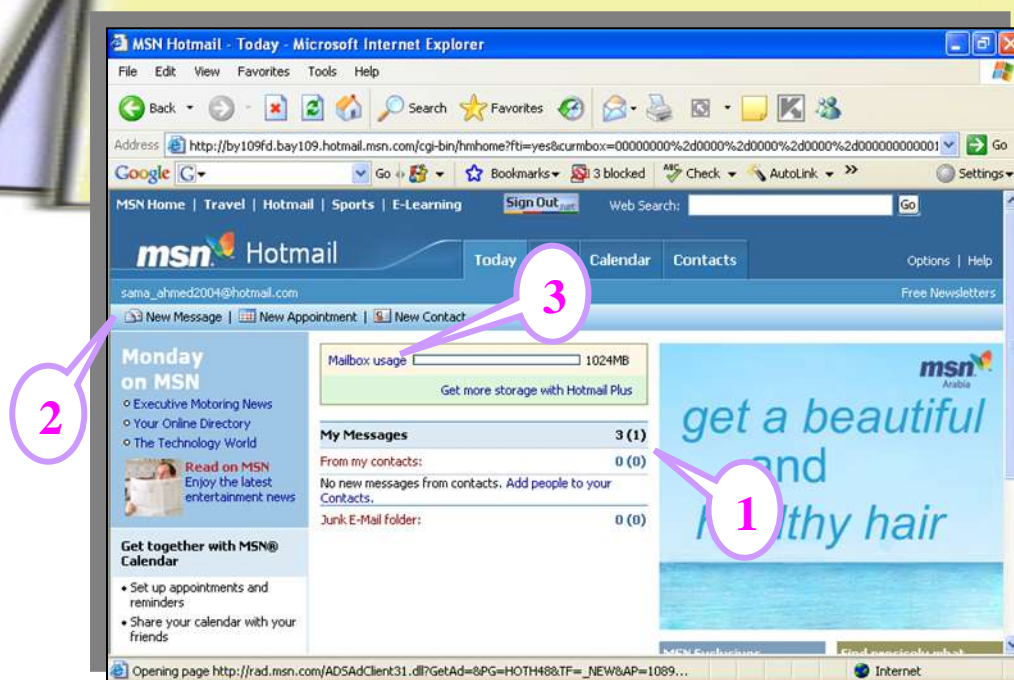 MSN Hotmail - Today - Microsoft Internet Explorer
File Edit View Favorites Tools Help
Back Search Favorites
Address http://by109fd.bay109.hotmail.msn.com/cgi-bin/hmhome?fti=yes&curmbox=00000000%2d0000%2d0000%2d0000%2d000000000001 Go
Google G Go Bookmarks 3 blocked Check AutoLink » Settings
MSN Home | Travel | Hotmail | Sports | E-Learning Sign Out .net Web Search: Go
msn Hotmail Today Calendar Contacts Options | Help
3
sama_ahmed2004@hotmail.com Free Newsletters
New Message | New Appointment | New Contact
2
Monday
on MSN
Executive Motoring News
Your Online Directory
The Technology World
Read on MSN
Enjoy the latest
entertainment news
Get together with MSN®
Calendar
Set up appointments and
reminders
Share your calendar with your
friends
Mailbox usage 1024MB
Get more storage with Hotmail Plus
My Messages 3 (1)
From my contacts: 0 (0)
No new messages from contacts. Add people to your
Contacts.
Junk E-Mail folder: 0 (0)
1
msn
Arabia
get a beautiful
and
hair
Opening page http://rad.msn.com/ADSAdClient31.dll?GetAd=&PG=HOTH48&TF=_NEW&AP=1089... Internet